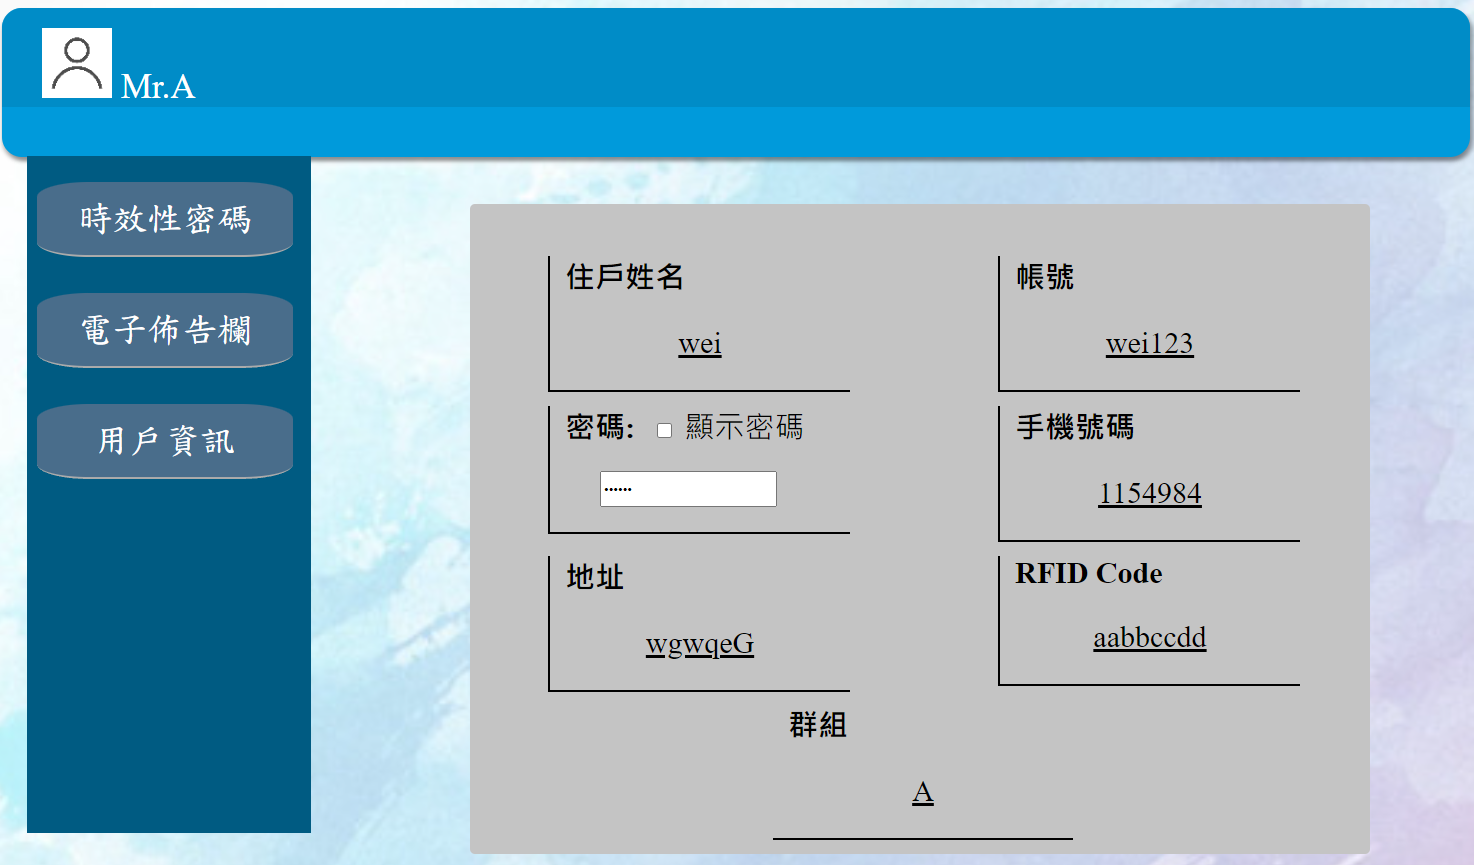 Mr.A
時效性密碼
電子佈告欄
用戶資訊
住戶姓名
wei
帳號
wei123
密碼: 顯示密碼
······
手機號碼
1154984
地址
wgwqeG
RFID Code
aabbccdd
群組
A